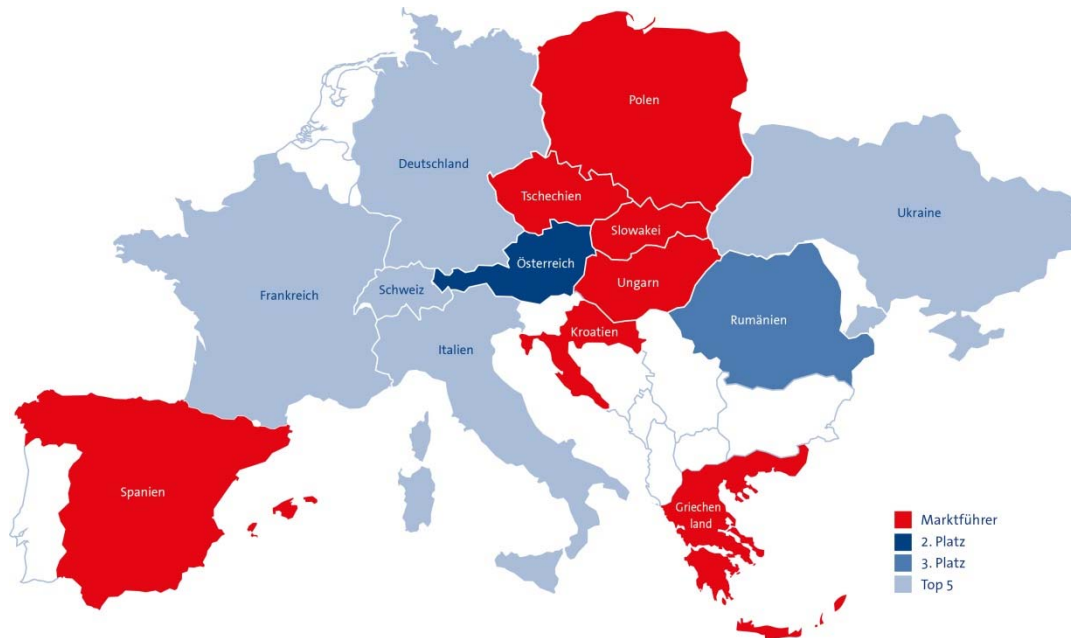 Polen
Deutschland
Tschechien
Ukraine
Slowakei
Österreich
Schweiz
Ungarn
Frankreich
Rumänien
Kroatien
Italien
Spanien
Griechen
land
Marktführer
2. Platz
3. Platz
Top 5